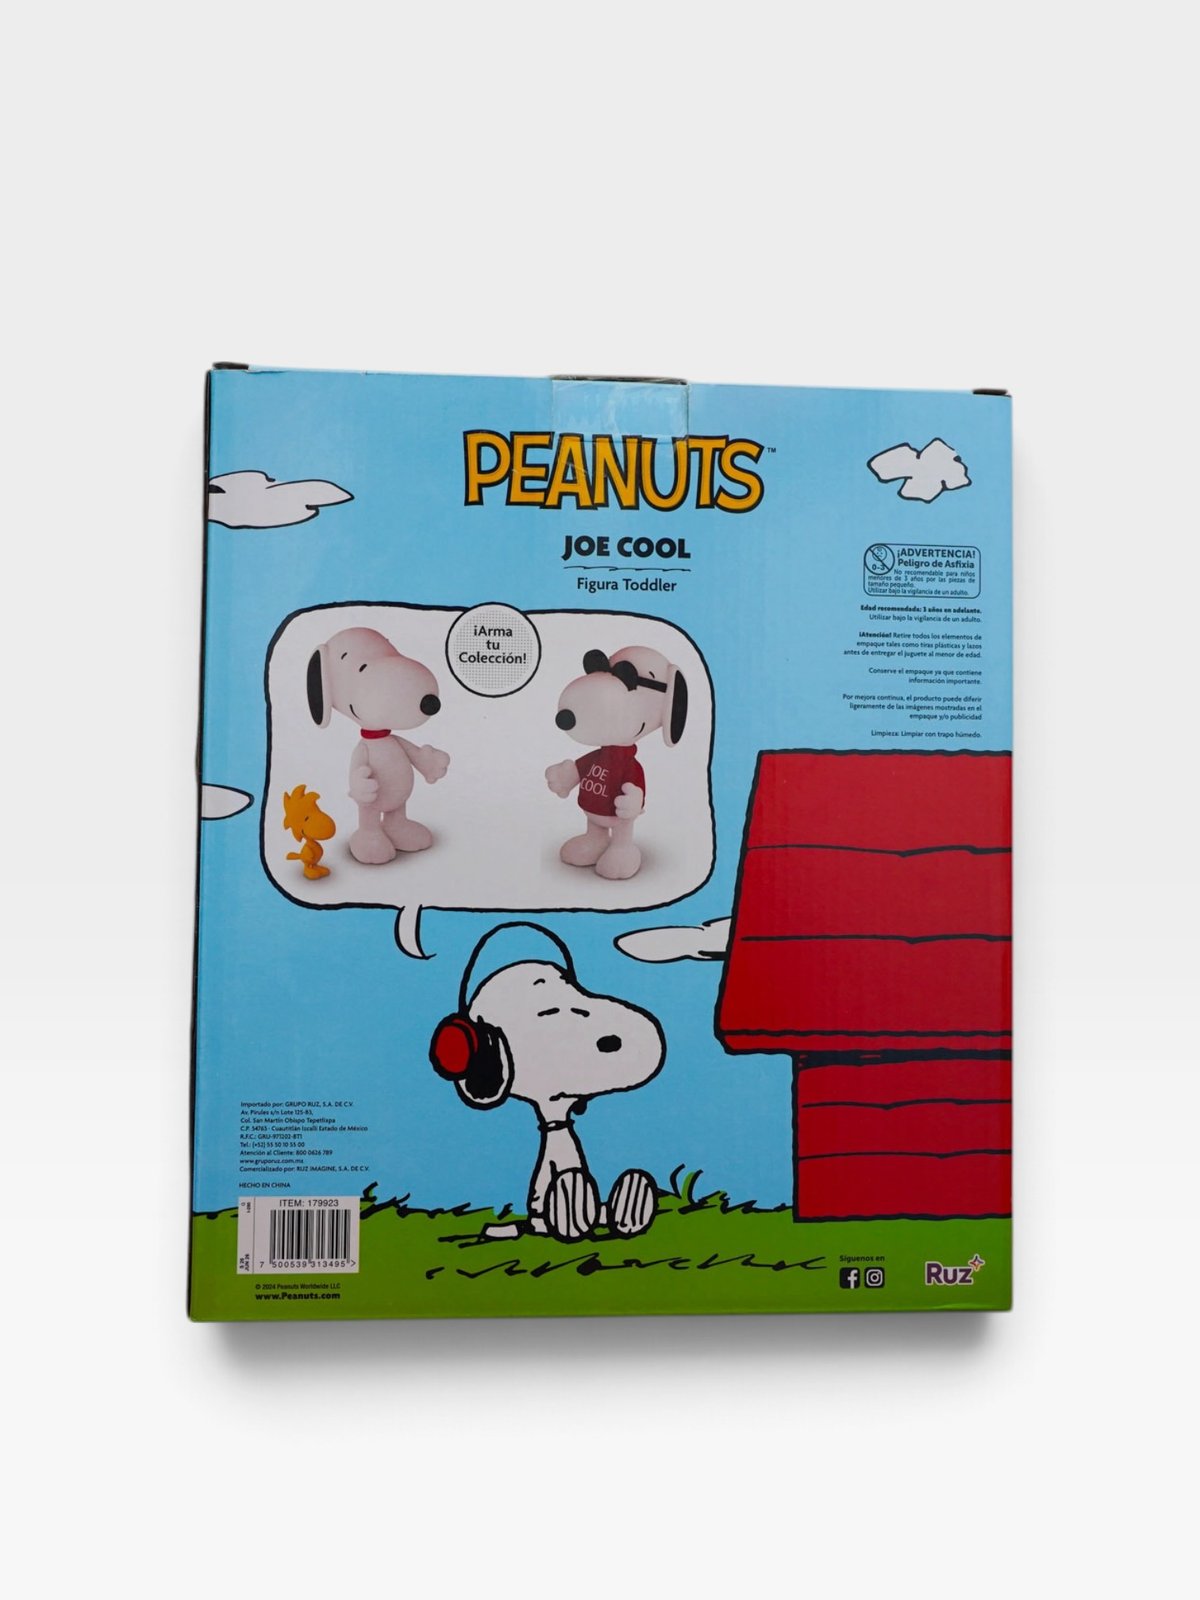 PEANUTS™
JOE COOL
Figura Toddler
¡Arma
tu
Colección!
JOE
COOL
0-3
¡ADVERTENCIA!
Peligro de Asfixia
No recomendable para niños
menores de 3 años por las piezas de
tamaño pequeño.
Utilizar bajo la vigilancia de un adulto.
Edad recomendada: 3 años en adelante.
Utilizar bajo la vigilancia de un adulto.
¡Atención! Retire todos los elementos de
empaque tales como tiras plásticas y lazos
antes de entregar el juguete al menor de edad.
Conserve el empaque ya que contiene
información importante.
Por mejora continua, el producto puede diferir
ligeramente de las imágenes mostradas en el
empaque y/o publicidad
Limpieza: Limpiar con trapo húmedo.
Importado por: GRUPO RUZ, S.A. DE C.V.
Av. Pirules s/n Lote 125-B3,
Col. San Martín Obispo Tepetlixpa
C.P. 54763 - Cuautitlán Izcalli Estado de México
R.F.C.: GRU-971202-BT1
Tel.: (+52) 55 50 10 55 00
Atención al Cliente: 800 0626 789
www.gruporuz.com.mx
Comercializado por: RUZ IMAGINE, S.A. DE C.V.
HECHO EN CHINA
ITEM: 179923
7 500539 313495 >
© 2024 Peanuts Worldwide LLC
www.Peanuts.com
Síguenos en
Ruz